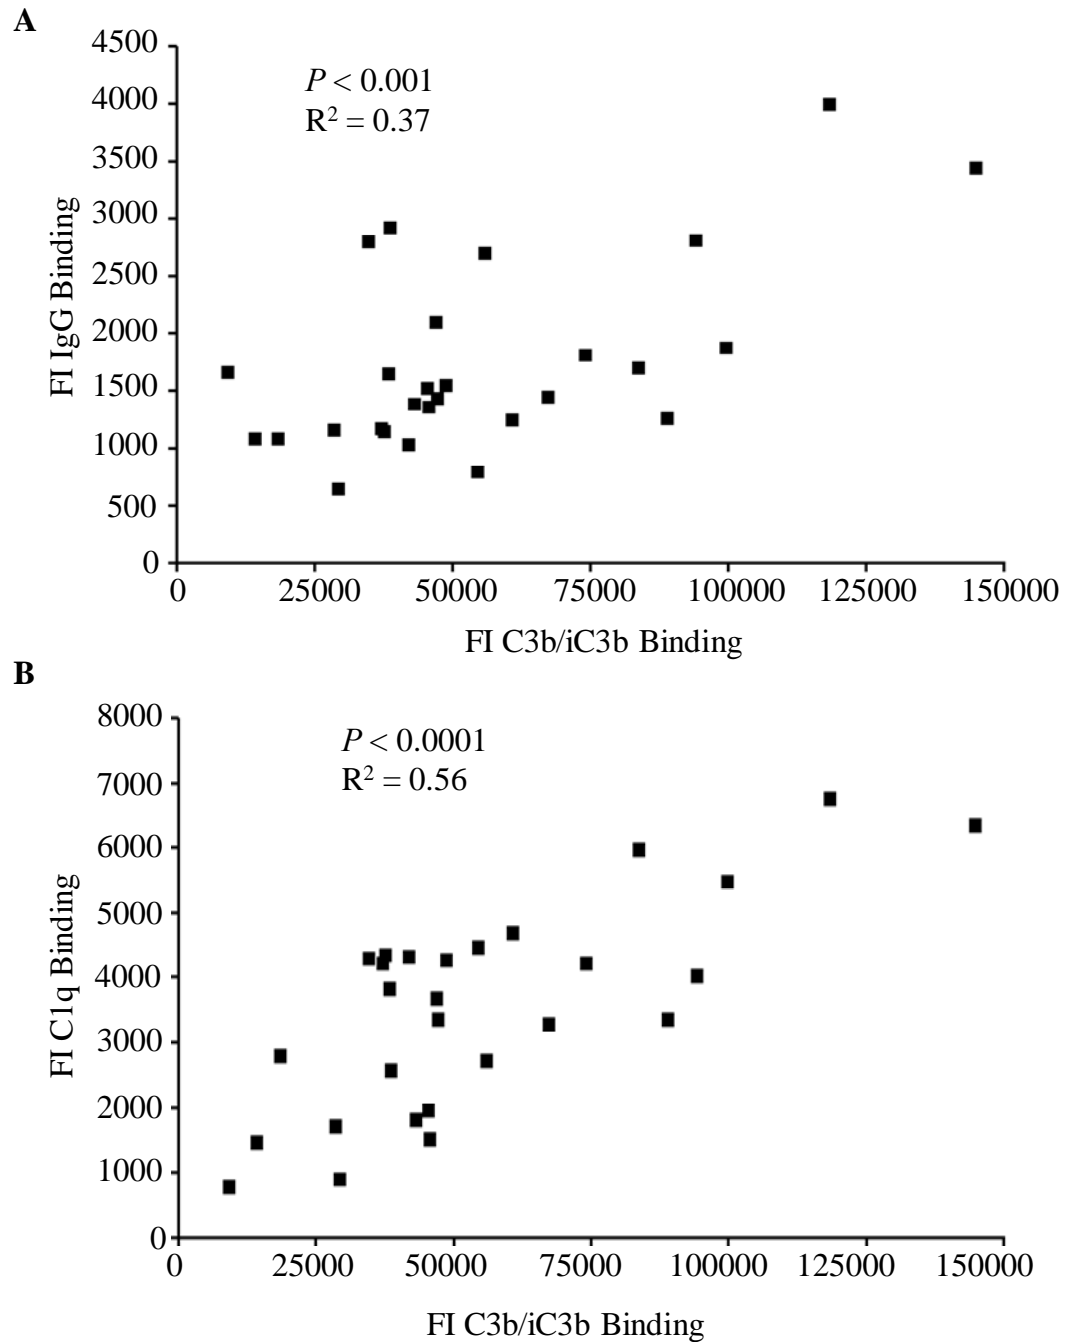 A
P < 0.001
R² = 0.37
4500
4000
3500
3000
2500
2000
1500
1000
500
0
FI IgG Binding
0 25000 50000 75000 100000 125000 150000
FI C3b/iC3b Binding
B
P < 0.0001
R² = 0.56
8000
7000
6000
5000
4000
3000
2000
1000
0
FI C1q Binding
0 25000 50000 75000 100000 125000 150000
FI C3b/iC3b Binding